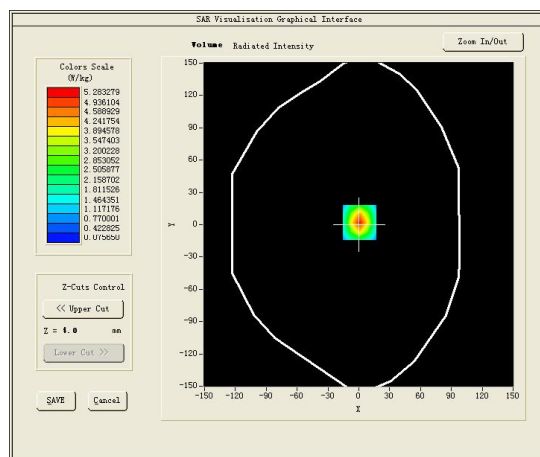 SAR Visualisation Graphical Interface
Volume Radiated Intensity
Zoom In/Out
Colors Scale
(W/kg)
5.283279
4.936104
4.588929
4.241754
3.894578
3.547403
3.200228
2.853052
2.505877
2.158702
1.811526
1.464351
1.117176
0.770001
0.422825
0.075650
Z-Cuts Control
<< Upper Cut
Z = 4.0 mm
Lower Cut >>
SAVE Cancel
150
120
90
60
30
0
-30
-60
-90
-120
-150
Y
-150 -120 -90 -60 -30 0 30 60 90 120 150
X